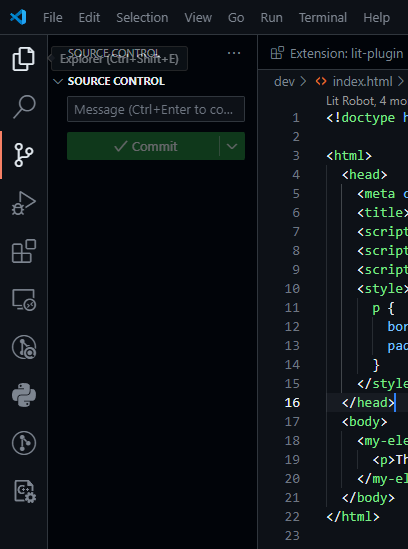 File Edit Selection View Go Run Terminal Help
SOURCE CONTROL ...
Explorer (Ctrl+Shift+E)
SOURCE CONTROL
Message (Ctrl+Enter to co...
Commit
Extension: lit-plugin
dev > index.html >
Lit Robot, 4 mo
1 <!doctype h
2
3 <html>
4 <head>
5 <meta c
6 <title>
7 <script
8 <script
9 <script
10 <style>
11 p {
12 bor
13 pad
14 }
15 </style
16 </head>
17 <body>
18 <my-ele
19 <p>Th
20 </my-el
21 </body>
22 </html>
23